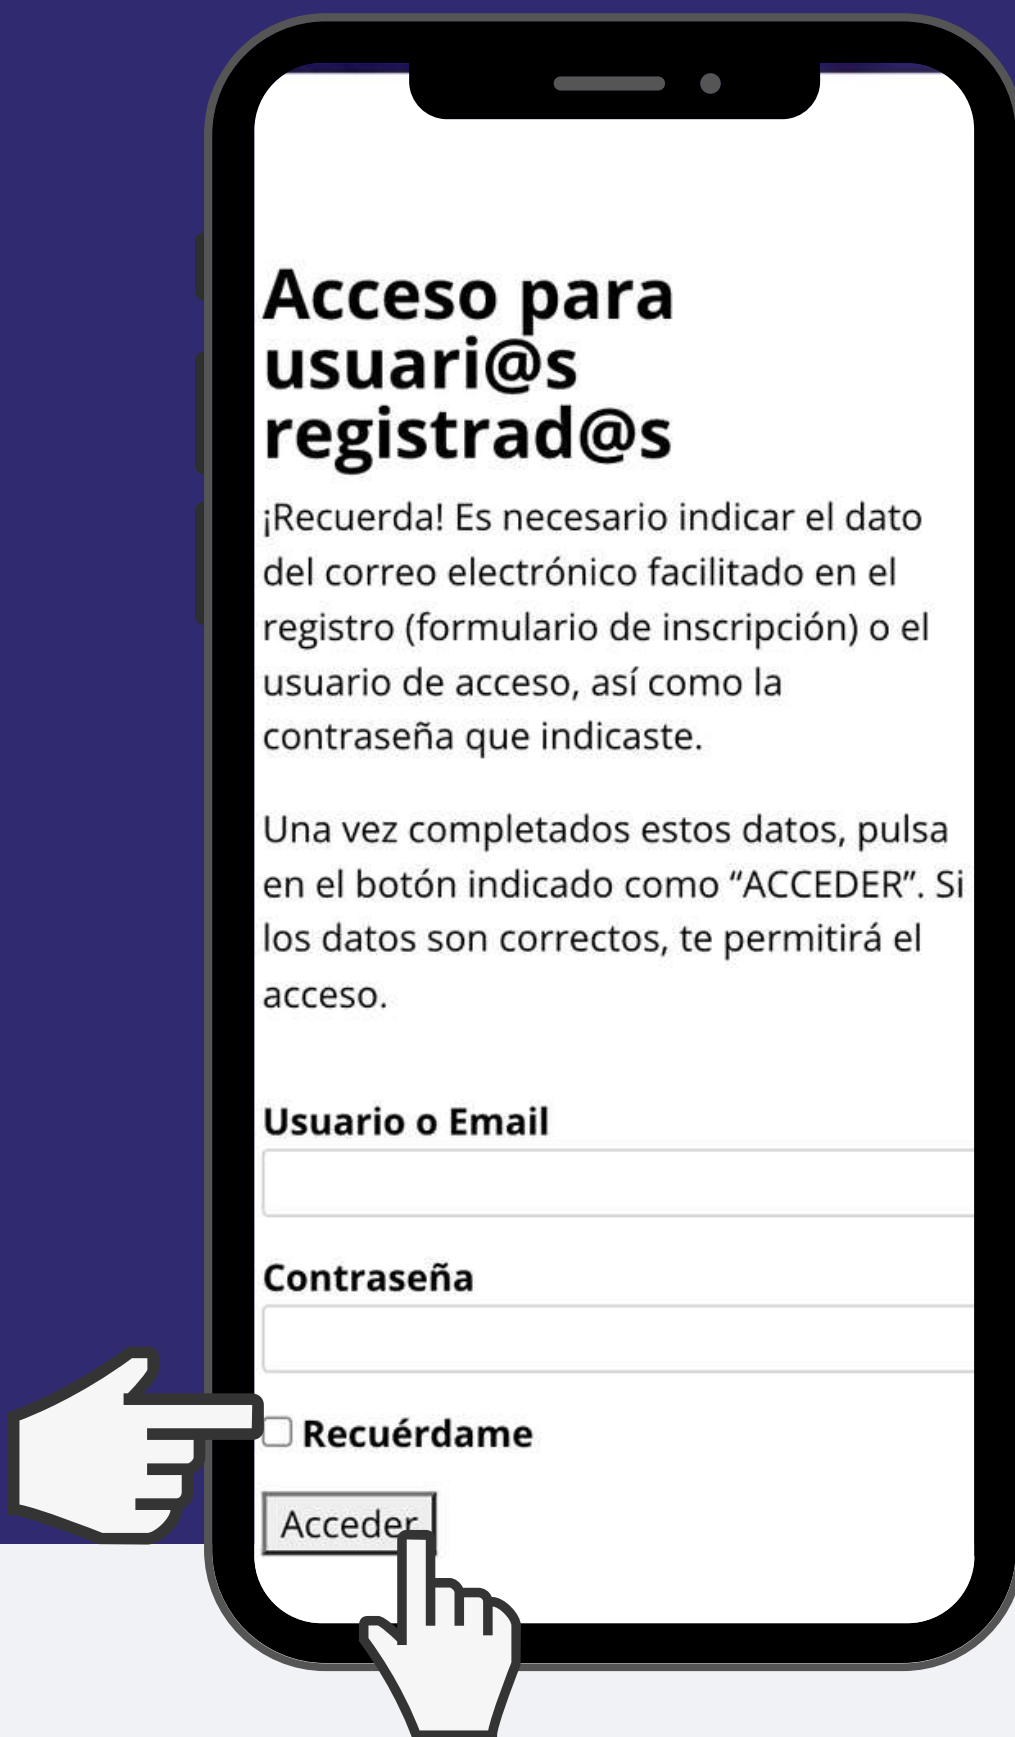 Acceso para
usuari@s
registrad@s
¡Recuerda! Es necesario indicar el dato
del correo electrónico facilitado en el
registro (formulario de inscripción) o el
usuario de acceso, así como la
contraseña que indicaste.
Una vez completados estos datos, pulsa
en el botón indicado como “ACCEDER”. Si
los datos son correctos, te permitirá el
acceso.
Usuario o Email
Contraseña
Recuérdame
Acceder